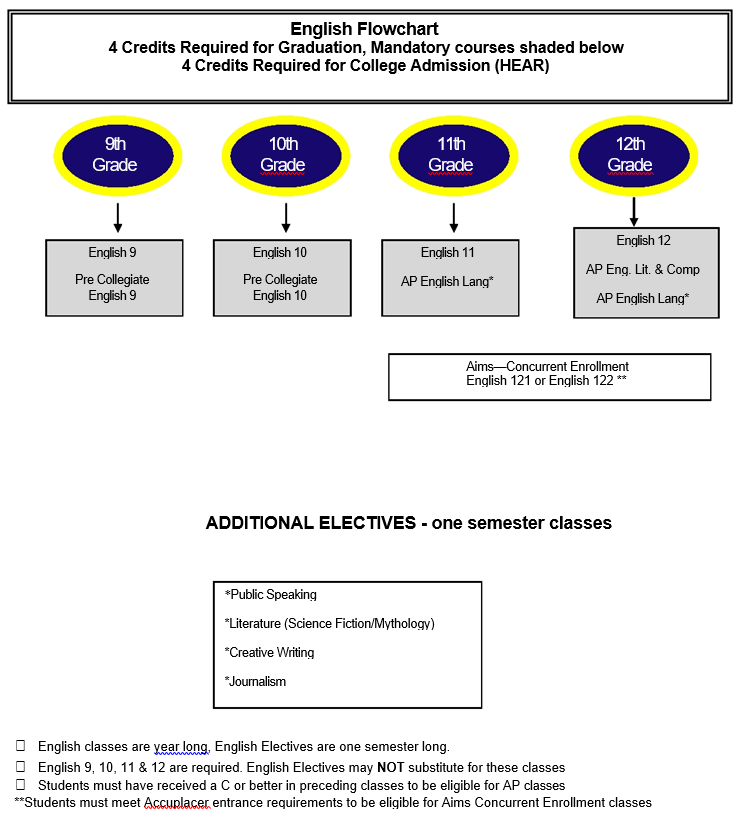 English Flowchart
4 Credits Required for Graduation, Mandatory courses shaded below
4 Credits Required for College Admission (HEAR)
9th
Grade
10th
Grade
11th
Grade
12th
Grade
English 9
Pre Collegiate
English 9
English 10
Pre Collegiate
English 10
English 11
AP English Lang*
English 12
AP Eng. Lit. & Comp
AP English Lang*
Aims—Concurrent Enrollment
English 121 or English 122 **
ADDITIONAL ELECTIVES - one semester classes
*Public Speaking
*Literature (Science Fiction/Mythology)
*Creative Writing
*Journalism
☐ English classes are year long, English Electives are one semester long.
☐ English 9, 10, 11 & 12 are required. English Electives may NOT substitute for these classes
☐ Students must have received a C or better in preceding classes to be eligible for AP classes
**Students must meet Accuplacer entrance requirements to be eligible for Aims Concurrent Enrollment classes